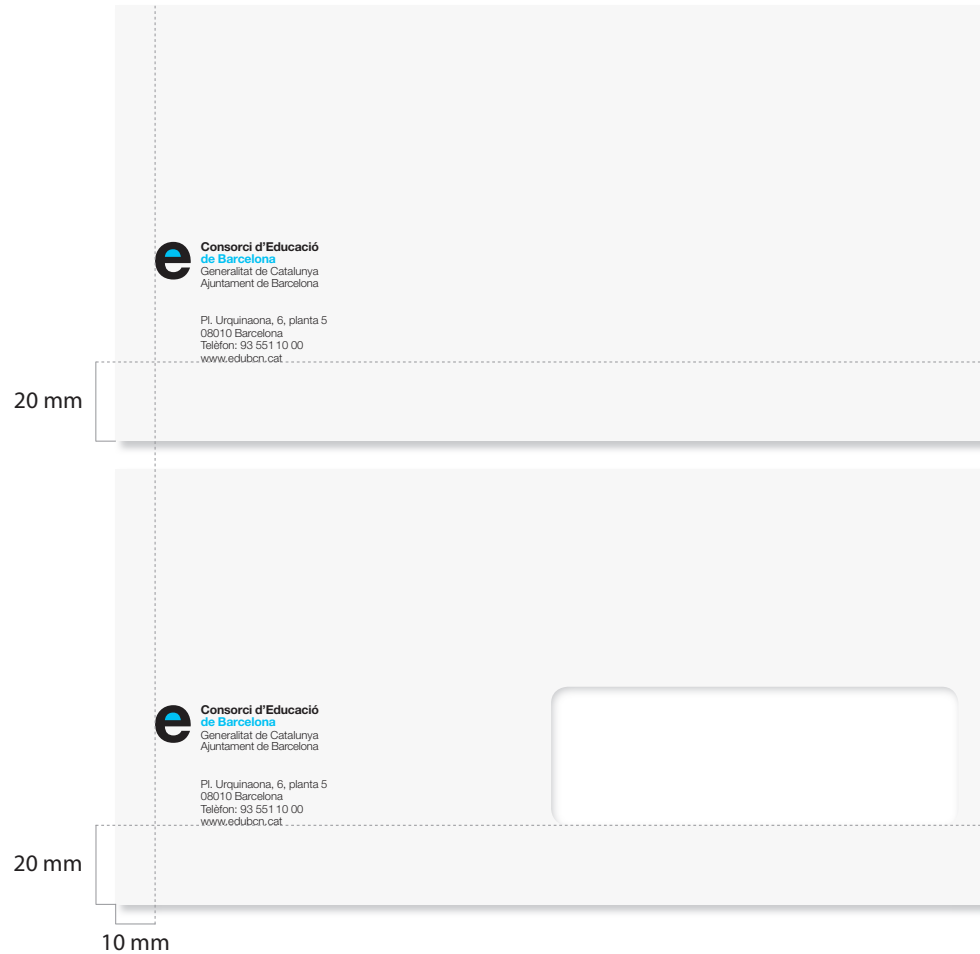 e
Consorci d’Educació
de Barcelona
Generalitat de Catalunya
Ajuntament de Barcelona
Pl. Urquinaona, 6, planta 5
08010 Barcelona
Telèfon: 93 551 10 00
www.edubcn.cat
20 mm
e
Consorci d’Educació
de Barcelona
Generalitat de Catalunya
Ajuntament de Barcelona
Pl. Urquinaona, 6, planta 5
08010 Barcelona
Telèfon: 93 551 10 00
www.edubcn.cat
20 mm
10 mm